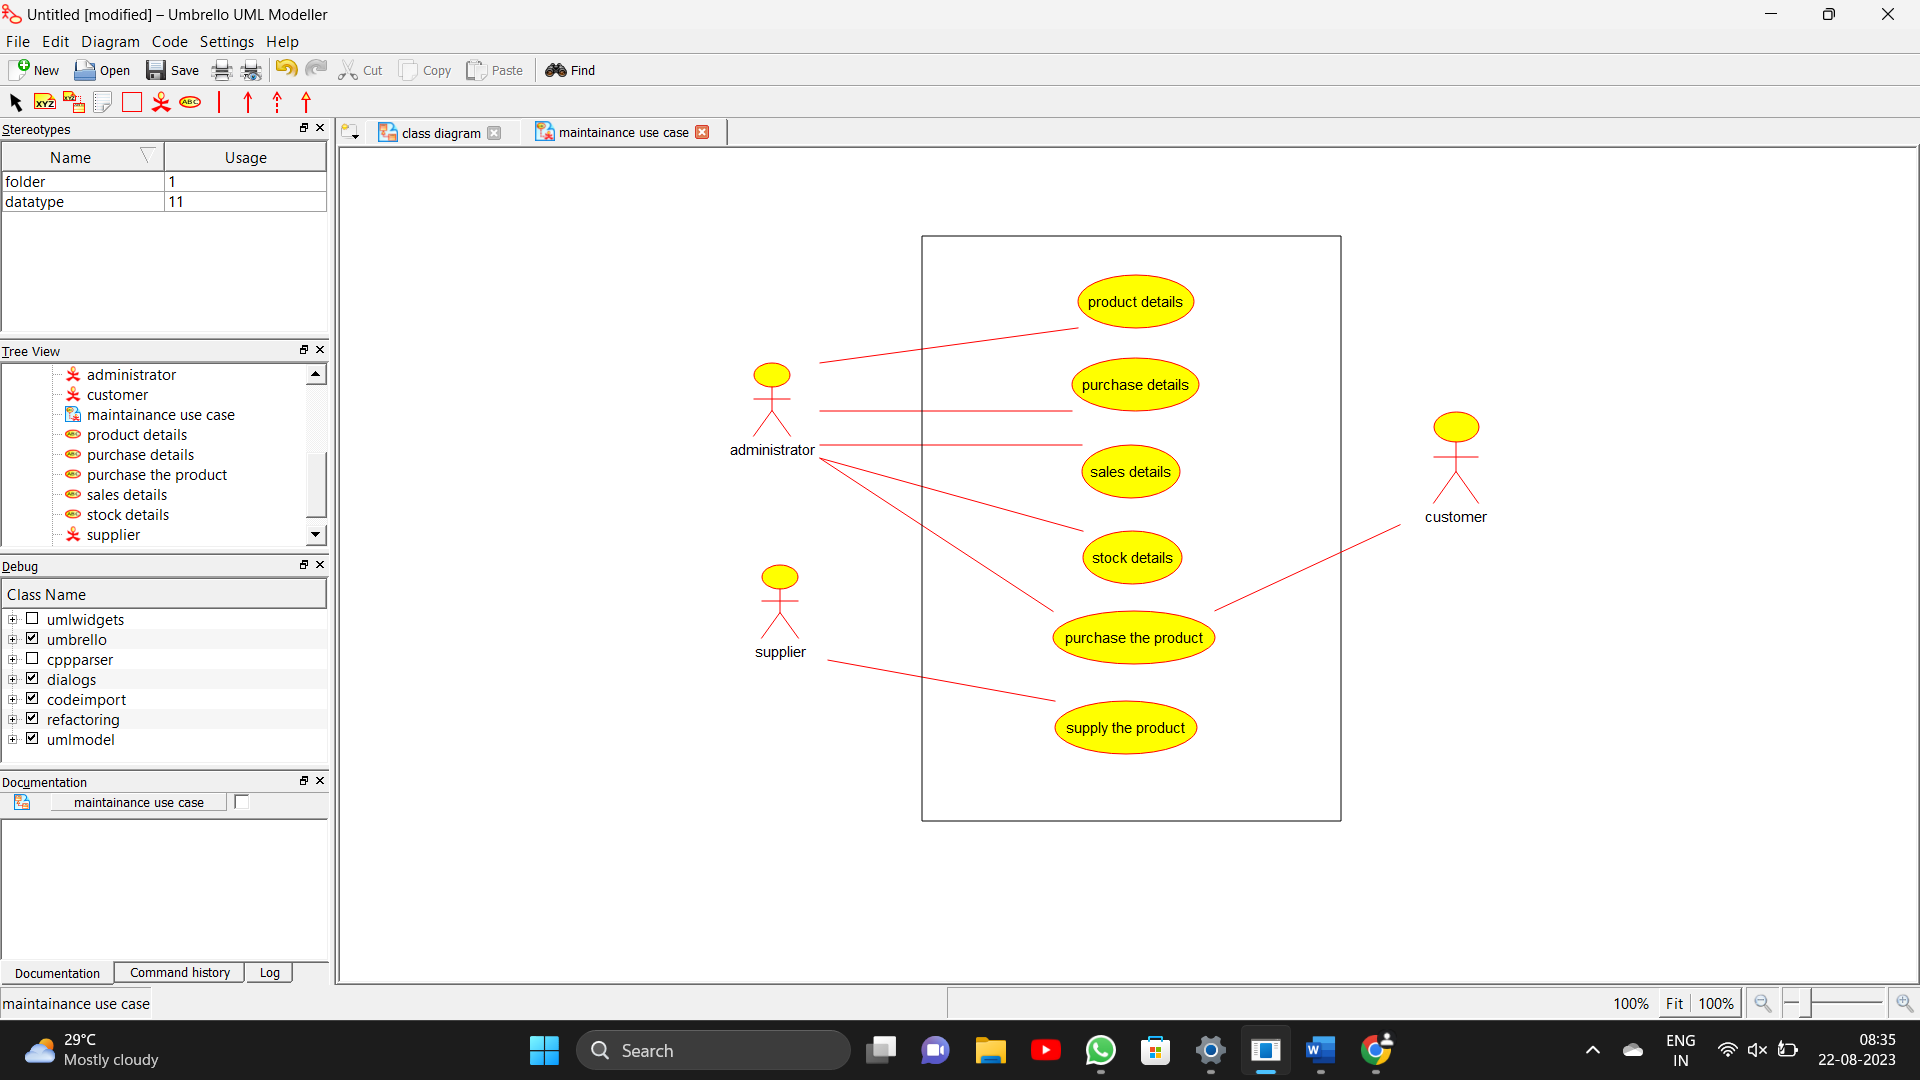 Untitled [modified] – Umbrello UML Modeller
File Edit Diagram Code Settings Help
New Open Save Cut Copy Paste Find
XYZ XYZ ABC
Stereotypes
Name Usage
folder 1
datatype 11
Tree View
administrator
customer
maintainance use case
product details
purchase details
purchase the product
sales details
stock details
supplier
Debug
Class Name
umlwidgets
umbrello
cppparser
dialogs
codeimport
refactoring
umlmodel
Documentation
maintainance use case
Documentation Command history Log
maintainance use case
class diagram maintainance use case
product details
purchase details
administrator
sales details
customer
stock details
supplier
purchase the product
supply the product
100% Fit 100%
29°C
Mostly cloudy
Search
ENG
IN
08:35
22-08-2023